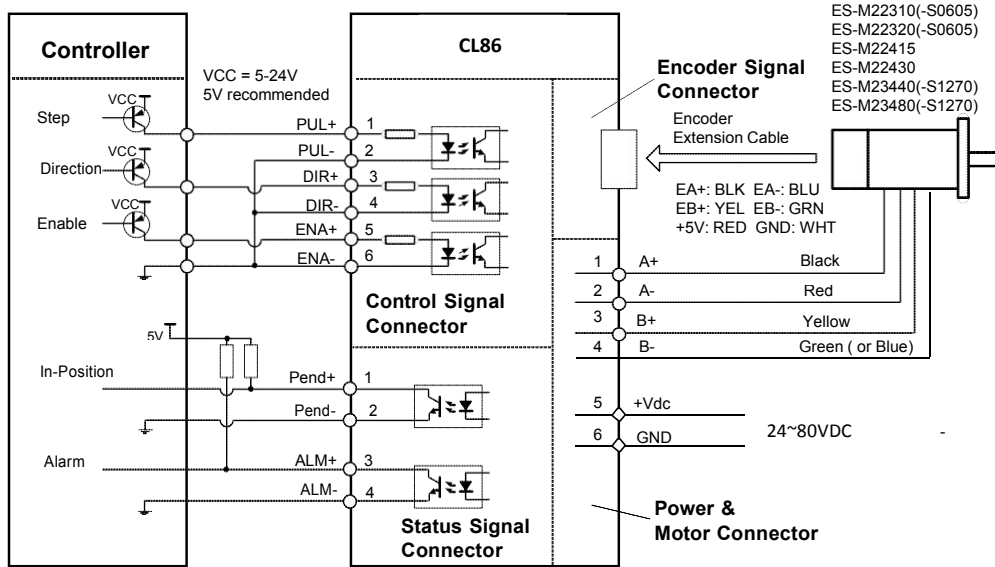 Controller
CL86
VCC = 5-24V
5V recommended
VCC
Step
VCC
Direction
VCC
Enable
PUL+ 1
PUL- 2
DIR+ 3
DIR- 4
ENA+ 5
ENA- 6
Control Signal
Connector
5V
In-Position
Pend+ 1
Pend- 2
Alarm
ALM+ 3
ALM- 4
Status Signal
Connector
Encoder Signal
Connector
Encoder
Extension Cable
EA+: BLK EA-: BLU
EB+: YEL EB-: GRN
+5V: RED GND: WHT
ES-M22310(-S0605)
ES-M22320(-S0605)
ES-M22415
ES-M22430
ES-M23440(-S1270)
ES-M23480(-S1270)
1 A+ Black
2 A- Red
3 B+ Yellow
4 B- Green ( or Blue)
5 +Vdc
6 GND
24~80VDC -
Power &
Motor Connector